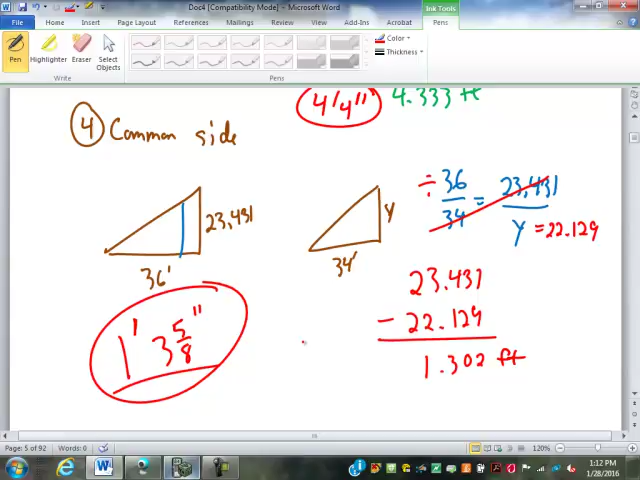 Doc4 [Compatibility Mode] - Microsoft Word
Ink Tools
File Home Insert Page Layout References Mailings Review View Add-Ins Acrobat Pens
Pen
Highlighter
Eraser
Select Objects
Color
Thickness
Write
Pens
4'4" 4.333 ft
4 Common side
÷ 36 / 34 = 23.431 / y = 22.129
23,431
36'
y
34'
1' 3 5/8"
23.431
- 22.129
1.302 ft
Page: 5 of 92 Words: 0 120%
1:12 PM
1/28/2016